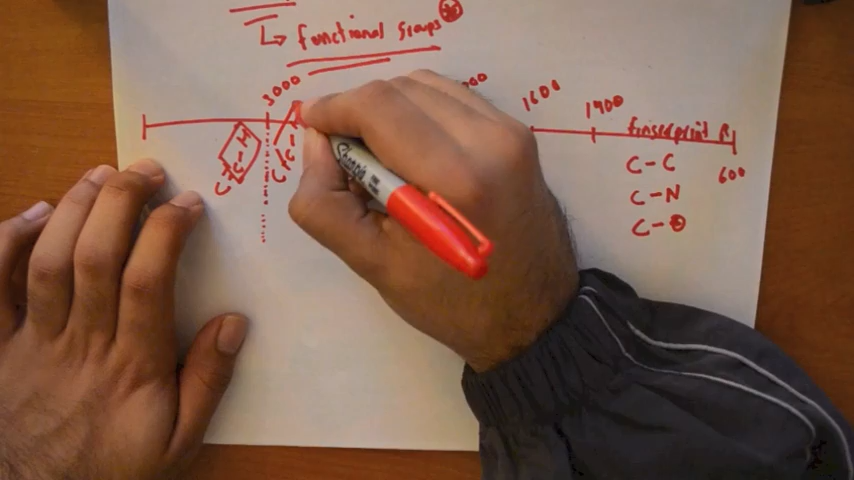 functional Groups
3000
1600
1400
fingerprint R
600
C-H
C-C
C-N
C-O
Sharpie